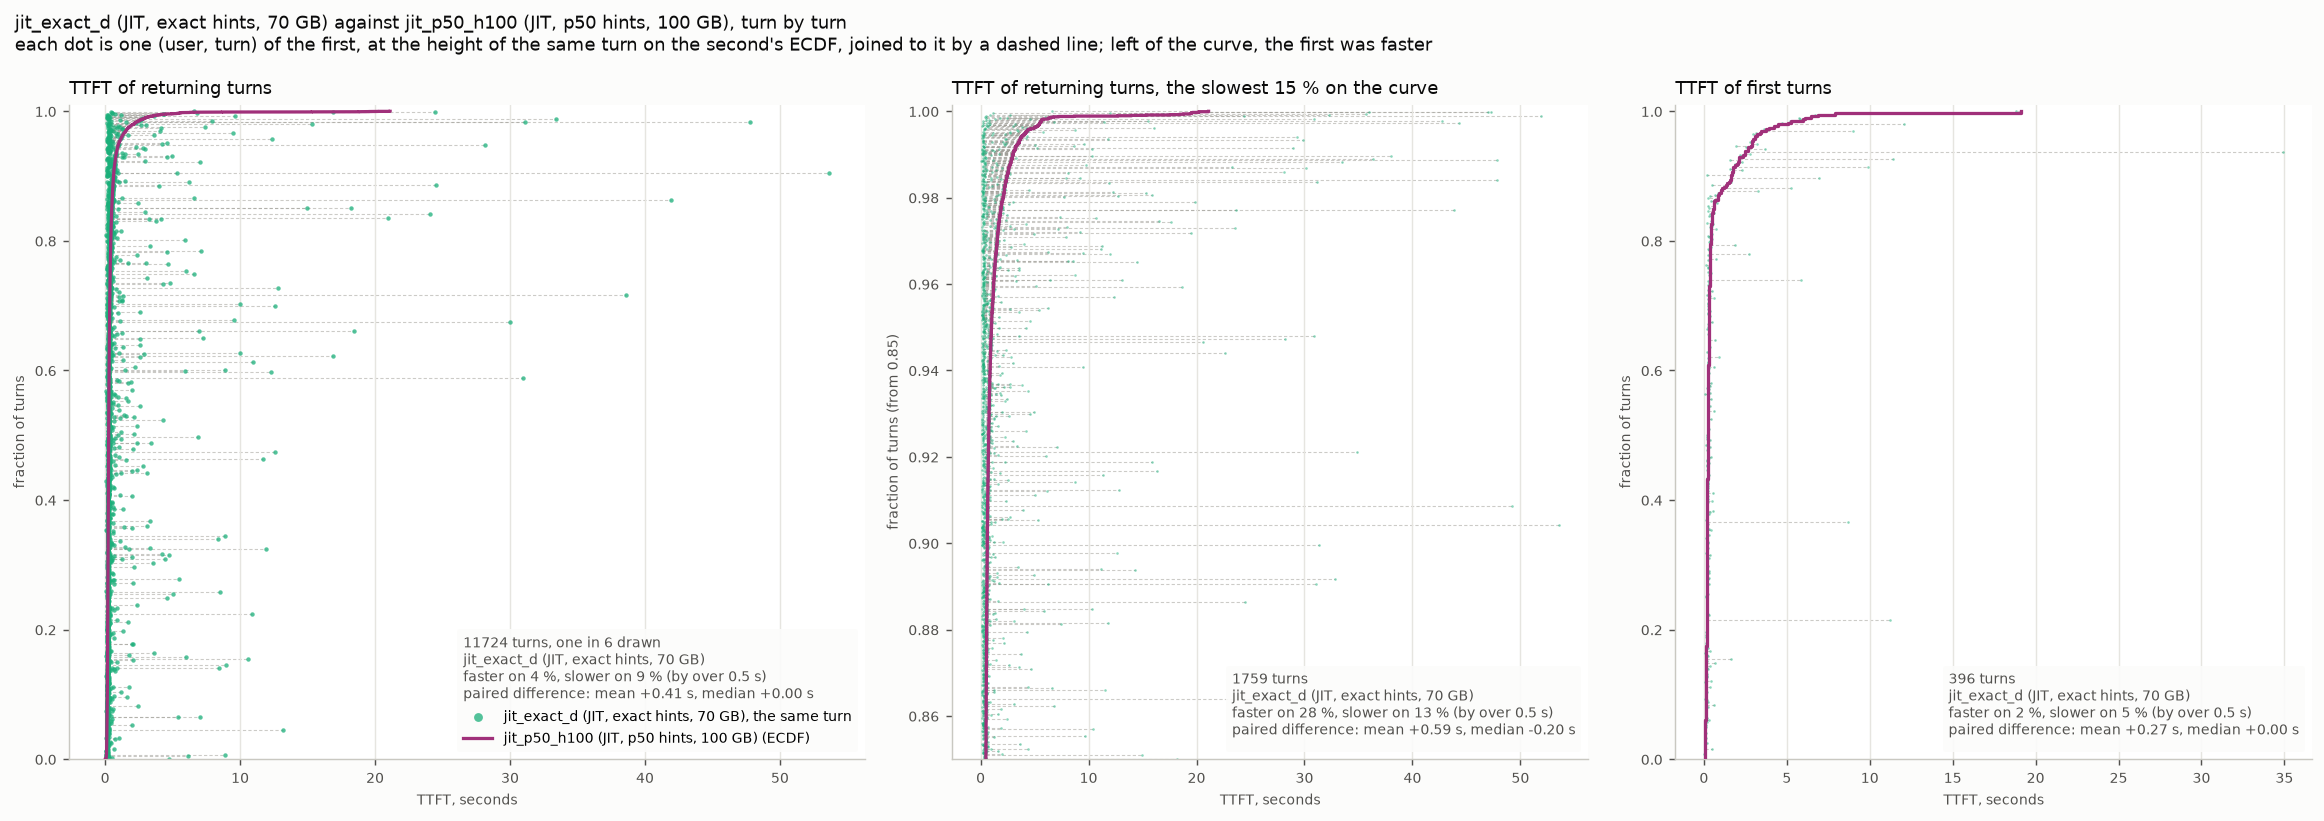 jit_exact_d (JIT, exact hints, 70 GB) against jit_p50_h100 (JIT, p50 hints, 100 GB), turn by turn
each dot is one (user, turn) of the first, at the height of the same turn on the second's ECDF, joined to it by a dashed line; left of the curve, the first was faster
TTFT of returning turns
fraction of turns
1.0
0.8
0.6
0.4
0.2
0.0
11724 turns, one in 6 drawn
jit_exact_d (JIT, exact hints, 70 GB)
faster on 4 %, slower on 9 % (by over 0.5 s)
paired difference: mean +0.41 s, median +0.00 s
jit_exact_d (JIT, exact hints, 70 GB), the same turn
jit_p50_h100 (JIT, p50 hints, 100 GB) (ECDF)
0 10 20 30 40 50
TTFT, seconds
TTFT of returning turns, the slowest 15 % on the curve
fraction of turns (from 0.85)
1.00
0.98
0.96
0.94
0.92
0.90
0.88
0.86
1759 turns
jit_exact_d (JIT, exact hints, 70 GB)
faster on 28 %, slower on 13 % (by over 0.5 s)
paired difference: mean +0.59 s, median -0.20 s
0 10 20 30 40 50
TTFT, seconds
TTFT of first turns
fraction of turns
1.0
0.8
0.6
0.4
0.2
0.0
396 turns
jit_exact_d (JIT, exact hints, 70 GB)
faster on 2 %, slower on 5 % (by over 0.5 s)
paired difference: mean +0.27 s, median +0.00 s
0 5 10 15 20 25 30 35
TTFT, seconds